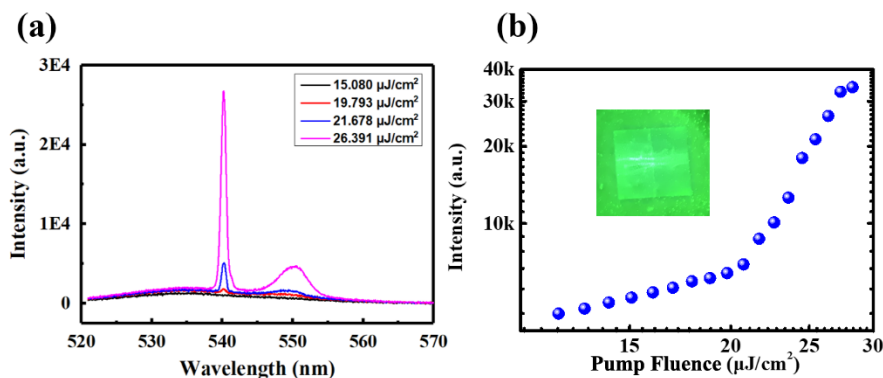 (a)
(b)
3E4
2E4
1E4
0
Intensity (a.u.)
15.080 μJ/cm²
19.793 μJ/cm²
21.678 μJ/cm²
26.391 μJ/cm²
520 530 540 550 560 570
Wavelength (nm)
40k
30k
20k
10k
Intensity (a.u.)
15 20 25 30
Pump Fluence (μJ/cm²)